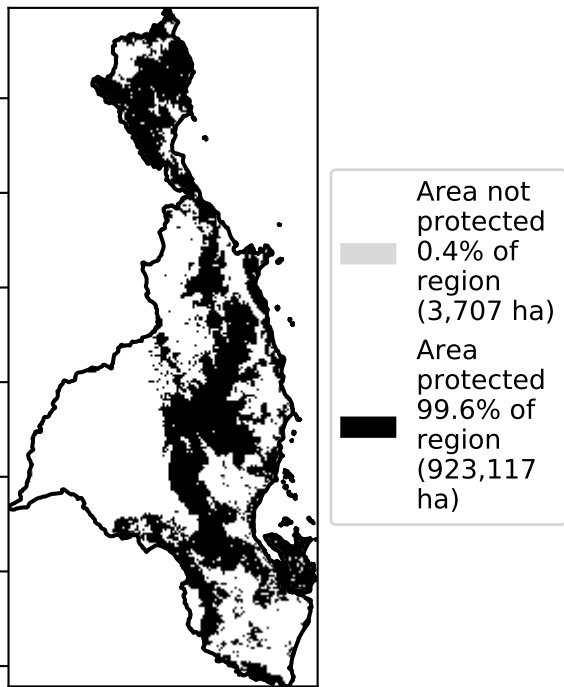 Area not
protected
0.4% of
region
(3,707 ha)
Area
protected
99.6% of
region
(923,117
ha)